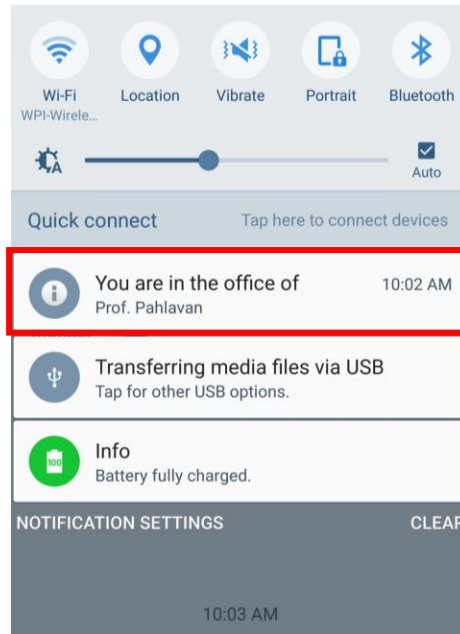 Wi-Fi Location Vibrate Portrait Bluetooth
WPI-Wirele...
A
Auto
Quick connect Tap here to connect devices
You are in the office of 10:02 AM
Prof. Pahlavan
Transferring media files via USB
Tap for other USB options.
100
Info
Battery fully charged.
NOTIFICATION SETTINGS CLEAR
10:03 AM